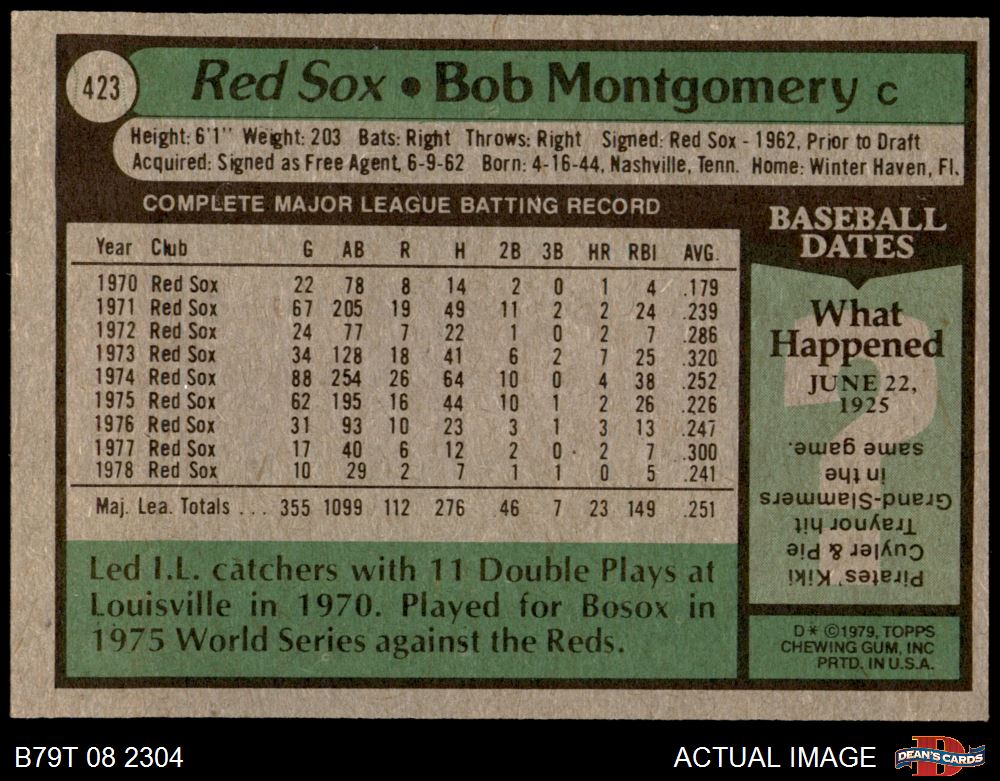 423 Red Sox • Bob Montgomery C
Height: 6'1" Weight: 203 Bats: Right Throws: Right Signed: Red Sox - 1962, Prior to Draft
Acquired: Signed as Free Agent, 6-9-62 Born: 4-16-44, Nashville, Tenn. Home: Winter Haven, Fl.
COMPLETE MAJOR LEAGUE BATTING RECORD
Year Club G AB R H 2B 3B HR RBI AVG.
1970 Red Sox 22 78 8 14 2 0 1 4 .179
1971 Red Sox 67 205 19 49 11 2 2 24 .239
1972 Red Sox 24 77 7 22 1 0 2 7 .286
1973 Red Sox 34 128 18 41 6 2 7 25 .320
1974 Red Sox 88 254 26 64 10 0 4 38 .252
1975 Red Sox 62 195 16 44 10 1 2 26 .226
1976 Red Sox 31 93 10 23 3 1 3 13 .247
1977 Red Sox 17 40 6 12 2 0 2 7 .300
1978 Red Sox 10 29 2 7 1 1 0 5 .241
Maj. Lea. Totals ... 355 1099 112 276 46 7 23 149 .251
Led I.L. catchers with 11 Double Plays at
Louisville in 1970. Played for Bosox in
1975 World Series against the Reds.
BASEBALL
DATES
What
Happened
JUNE 22,
1925
Pirates' Kiki
Cuyler & Pie
Traynor hit
Grand-Slammers
in the
same game.
D* ©1979, TOPPS
CHEWING GUM, INC
PRTD. IN U.S.A.
B79T 08 2304
ACTUAL IMAGE
D
DEAN'S CARDS